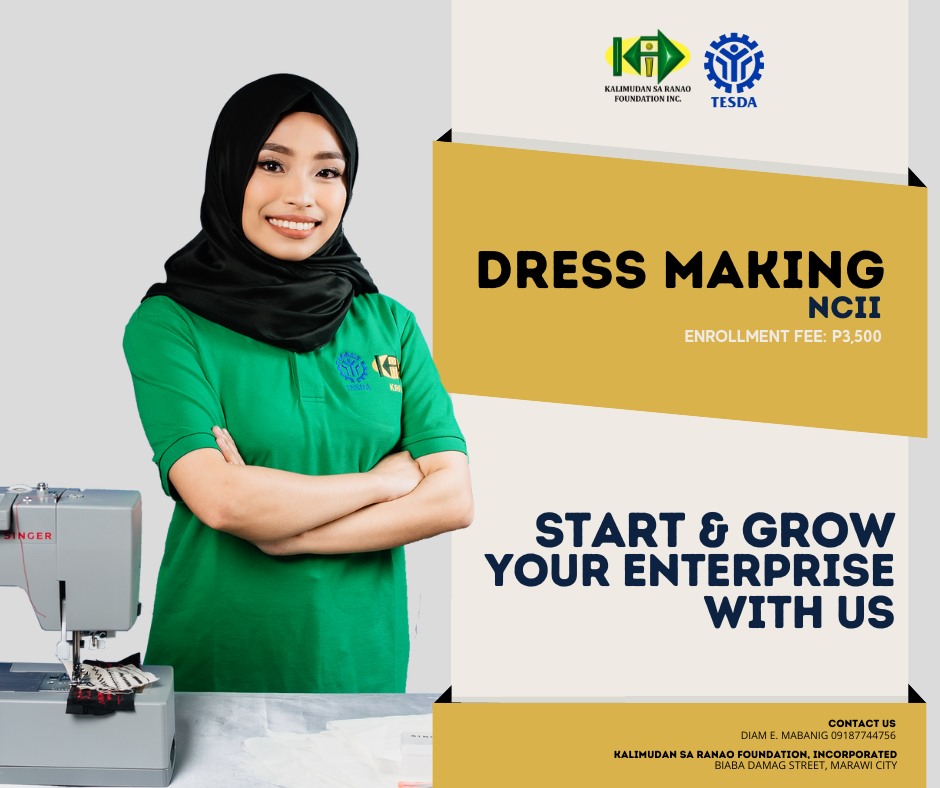 KALIMUDAN SA RANAO
FOUNDATION INC.
TESDA
DRESS MAKING
NCII
ENROLLMENT FEE: P3,500
SINGER
START & GROW
YOUR ENTERPRISE
WITH US
CONTACT US
DIAM E. MABANIG 09187744756
KALIMUDAN SA RANAO FOUNDATION, INCORPORATED
BIABA DAMAG STREET, MARAWI CITY